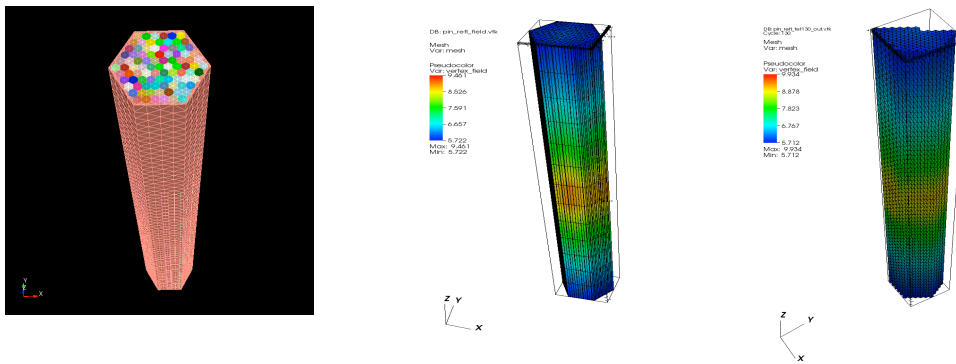 Y
Z
X
DB: pin_refl_field.vtk
Mesh
Var: mesh
Pseudocolor
Var: vertex_field
9.461
8.526
7.591
6.657
5.722
Max: 9.461
Min: 5.722
Z Y
X
Cycle: 130
Mesh
Var: mesh
Pseudocolor
Var: vertex_field
9.934
8.878
7.823
6.767
5.712
Max: 9.934
Min: 5.712
Z
Y
X